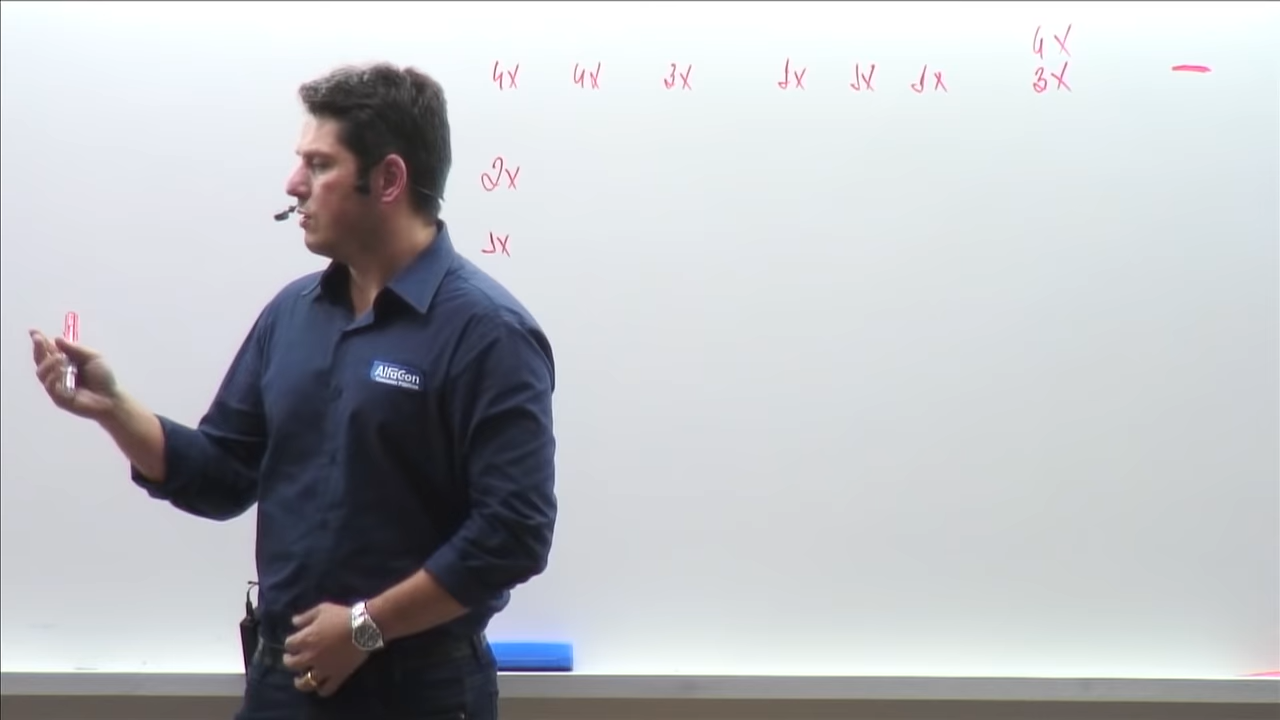 4X
4X 4X 3X 1X 1X 1X 3X —
2X
1X
AlfaCon